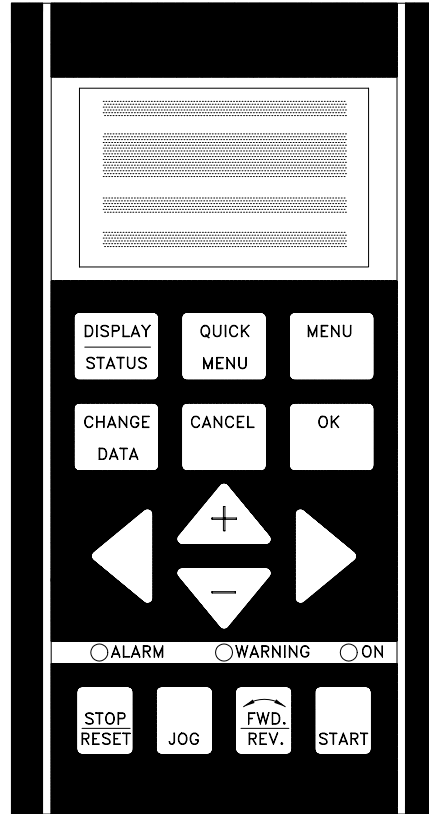 DISPLAY QUICK MENU
STATUS MENU
CHANGE CANCEL OK
DATA
+
−
ALARM WARNING ON
STOP FWD.
RESET JOG REV. START